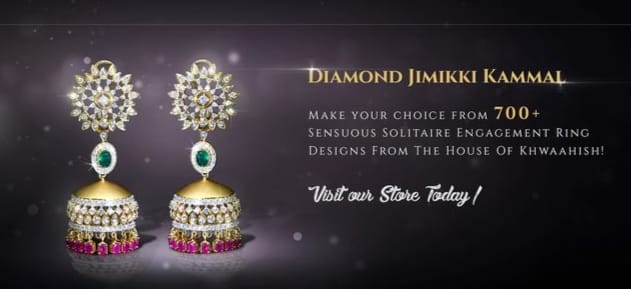 Diamond Jimikki Kammal
Make your choice from 700+
Sensuous Solitaire Engagement Ring
Designs From The House Of Khwaahish!
Visit our Store Today!